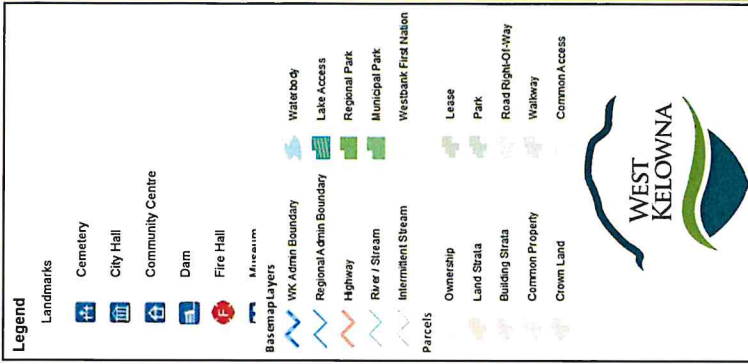 Legend
Landmarks
Cemetery
City Hall
Community Centre
Dam
F
Fire Hall
Museum
Basemap Layers
WK Admin Boundary
Regional Admin Boundary
Highway
River / Stream
Intermittent Stream
Waterbody
Lake Access
Regional Park
Municipal Park
Westbank First Nation
Parcels
Ownership
Land Strata
Building Strata
Common Property
Crown Land
Lease
Park
Road Right-Of-Way
Walkway
Common Access
WEST
KELOWNA